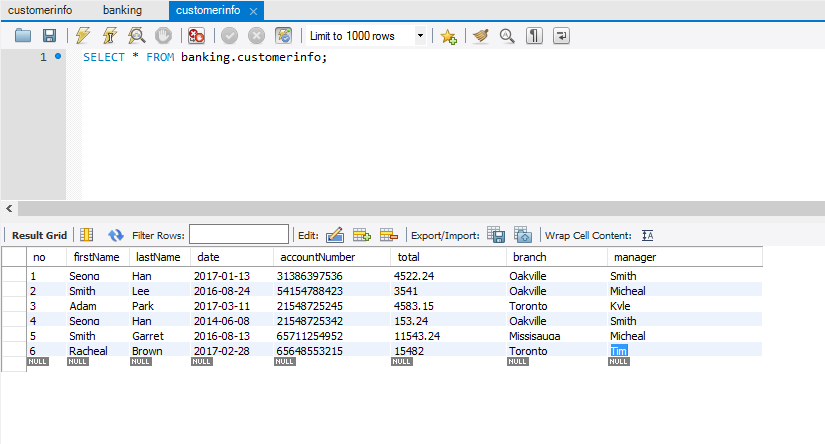 customerinfo banking customerinfo
Limit to 1000 rows
1 SELECT * FROM banking.customerinfo;
Result Grid Filter Rows: Edit: Export/Import: Wrap Cell Content:
no firstName lastName date accountNumber total branch manager
1 Seong Han 2017-01-13 31386397536 4522.24 Oakville Smith
2 Smith Lee 2016-08-24 54154788423 3541 Oakville Micheal
3 Adam Park 2017-03-11 21548725245 4583.15 Toronto Kyle
4 Seong Han 2014-06-08 21548725342 153.24 Oakville Smith
5 Smith Garret 2016-08-13 65711254952 11543.24 Missisauga Micheal
6 Racheal Brown 2017-02-28 65648553215 15482 Toronto Tim
NULL NULL NULL NULL NULL NULL NULL NULL